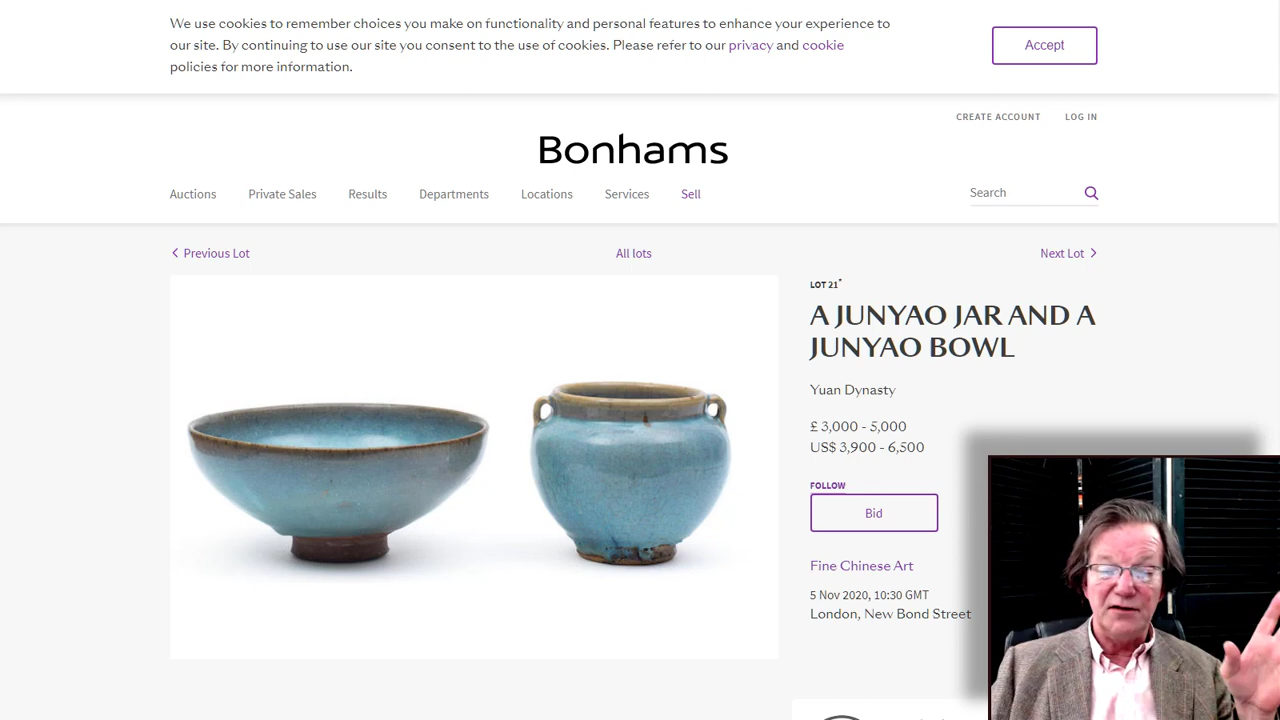 We use cookies to remember choices you make on functionality and personal features to enhance your experience to
our site. By continuing to use our site you consent to the use of cookies. Please refer to our privacy and cookie
policies for more information.
Accept
CREATE ACCOUNT
LOG IN
Bonhams
Auctions
Private Sales
Results
Departments
Locations
Services
Sell
Search
Previous Lot
All lots
Next Lot
LOT 21*
A JUNYAO JAR AND A
JUNYAO BOWL
Yuan Dynasty
£ 3,000 - 5,000
US$ 3,900 - 6,500
FOLLOW
Bid
Fine Chinese Art
5 Nov 2020, 10:30 GMT
London, New Bond Street